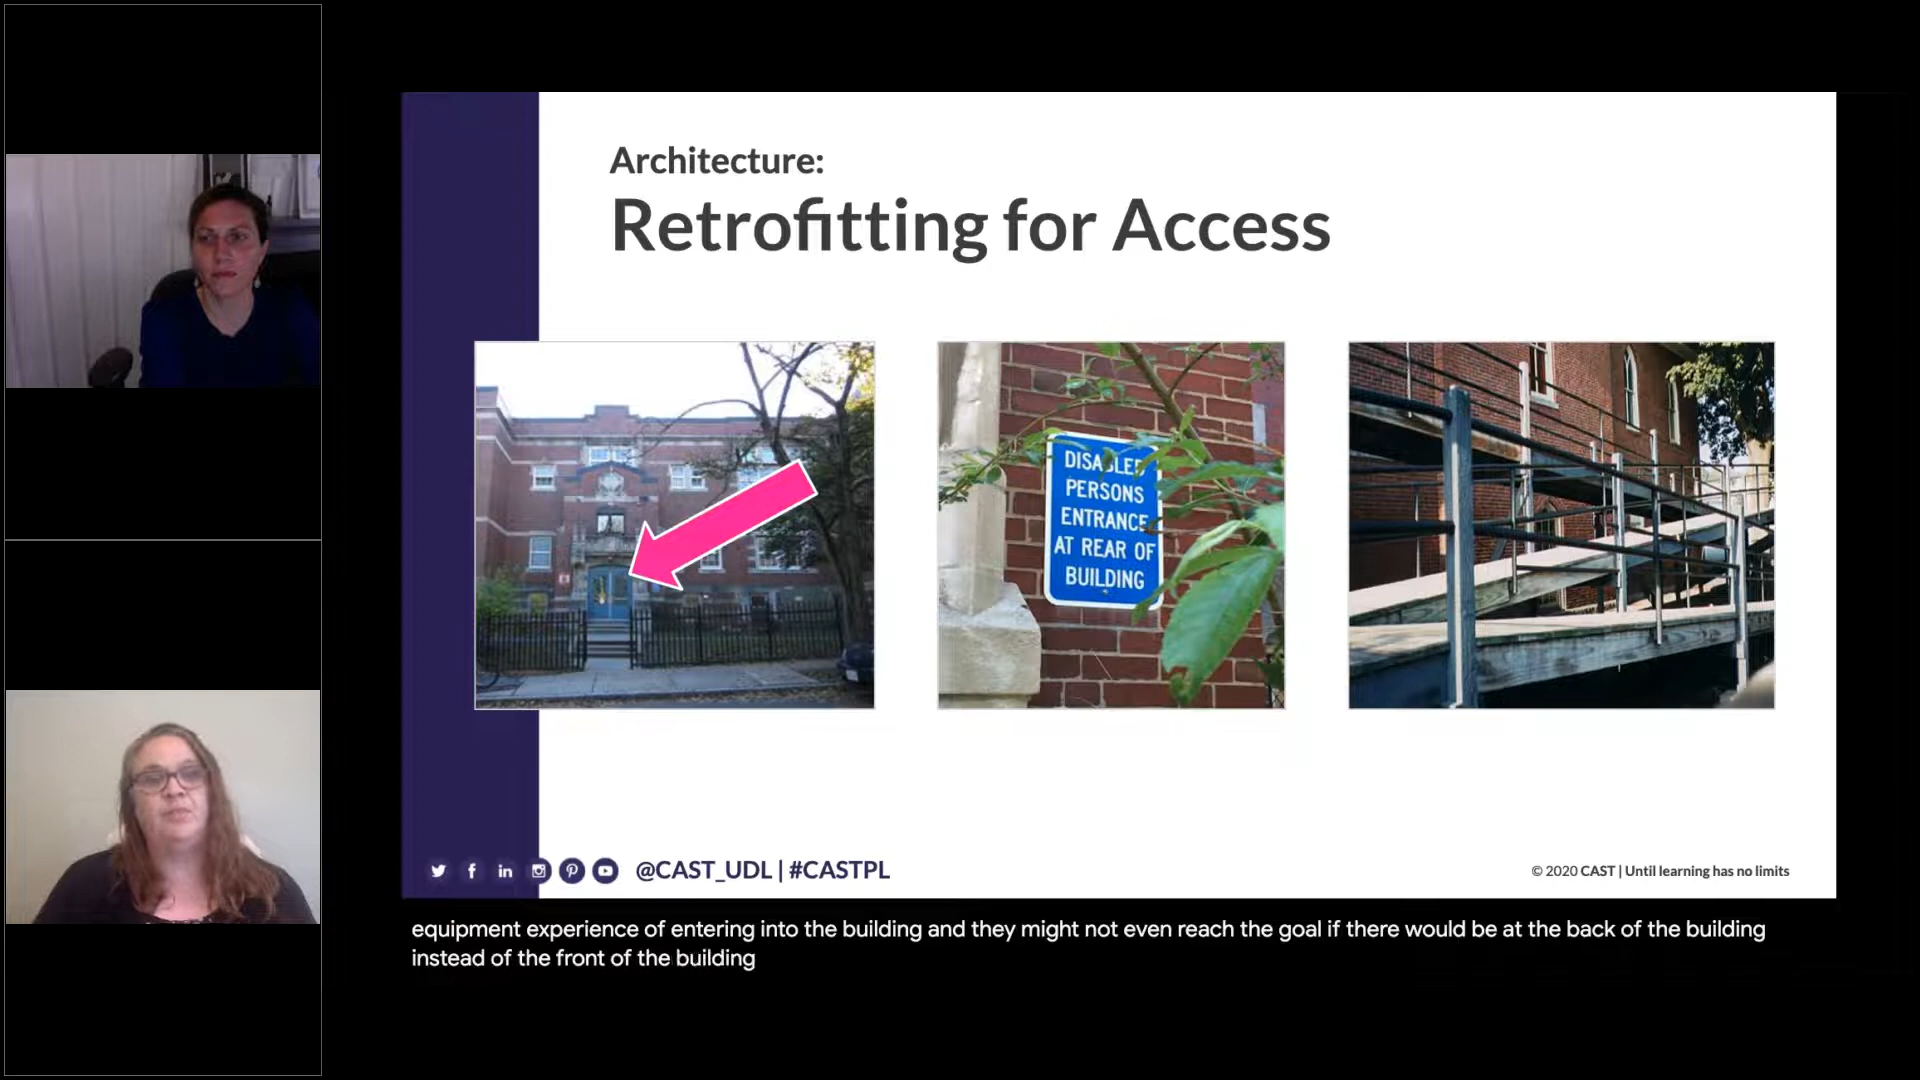 Architecture:
Retrofitting for Access
DISABLED
PERSONS
ENTRANCE
AT REAR OF
BUILDING
@CAST_UDL | #CASTPL
© 2020 CAST | Until learning has no limits
equipment experience of entering into the building and they might not even reach the goal if there would be at the back of the building
instead of the front of the building